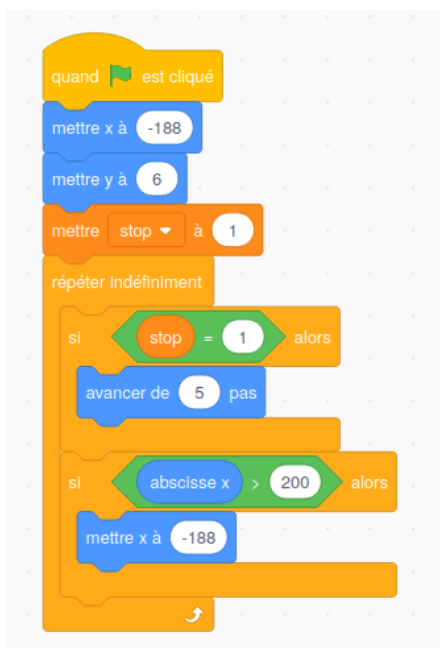 quand est cliqué
mettre x à -188
mettre y à 6
mettre stop à 1
répéter indéfiniment
si stop = 1 alors
avancer de 5 pas
si abscisse x > 200 alors
mettre x à -188